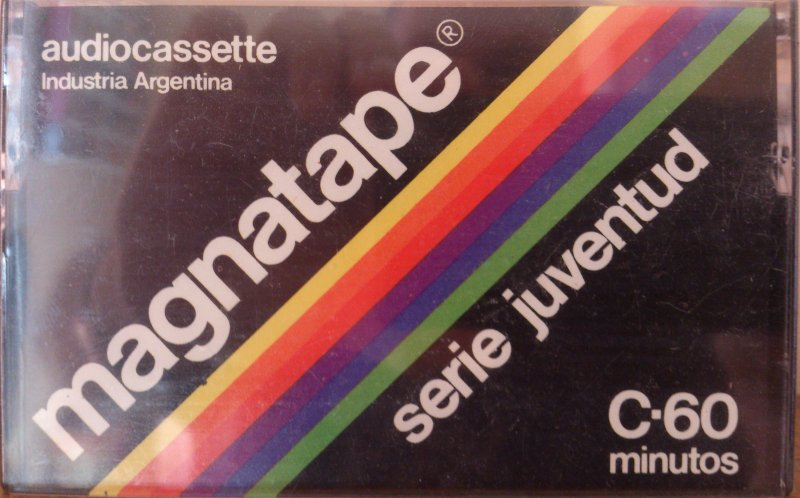 audiocassette
Industria Argentina
magnatape®
serie juventud
C-60
minutos